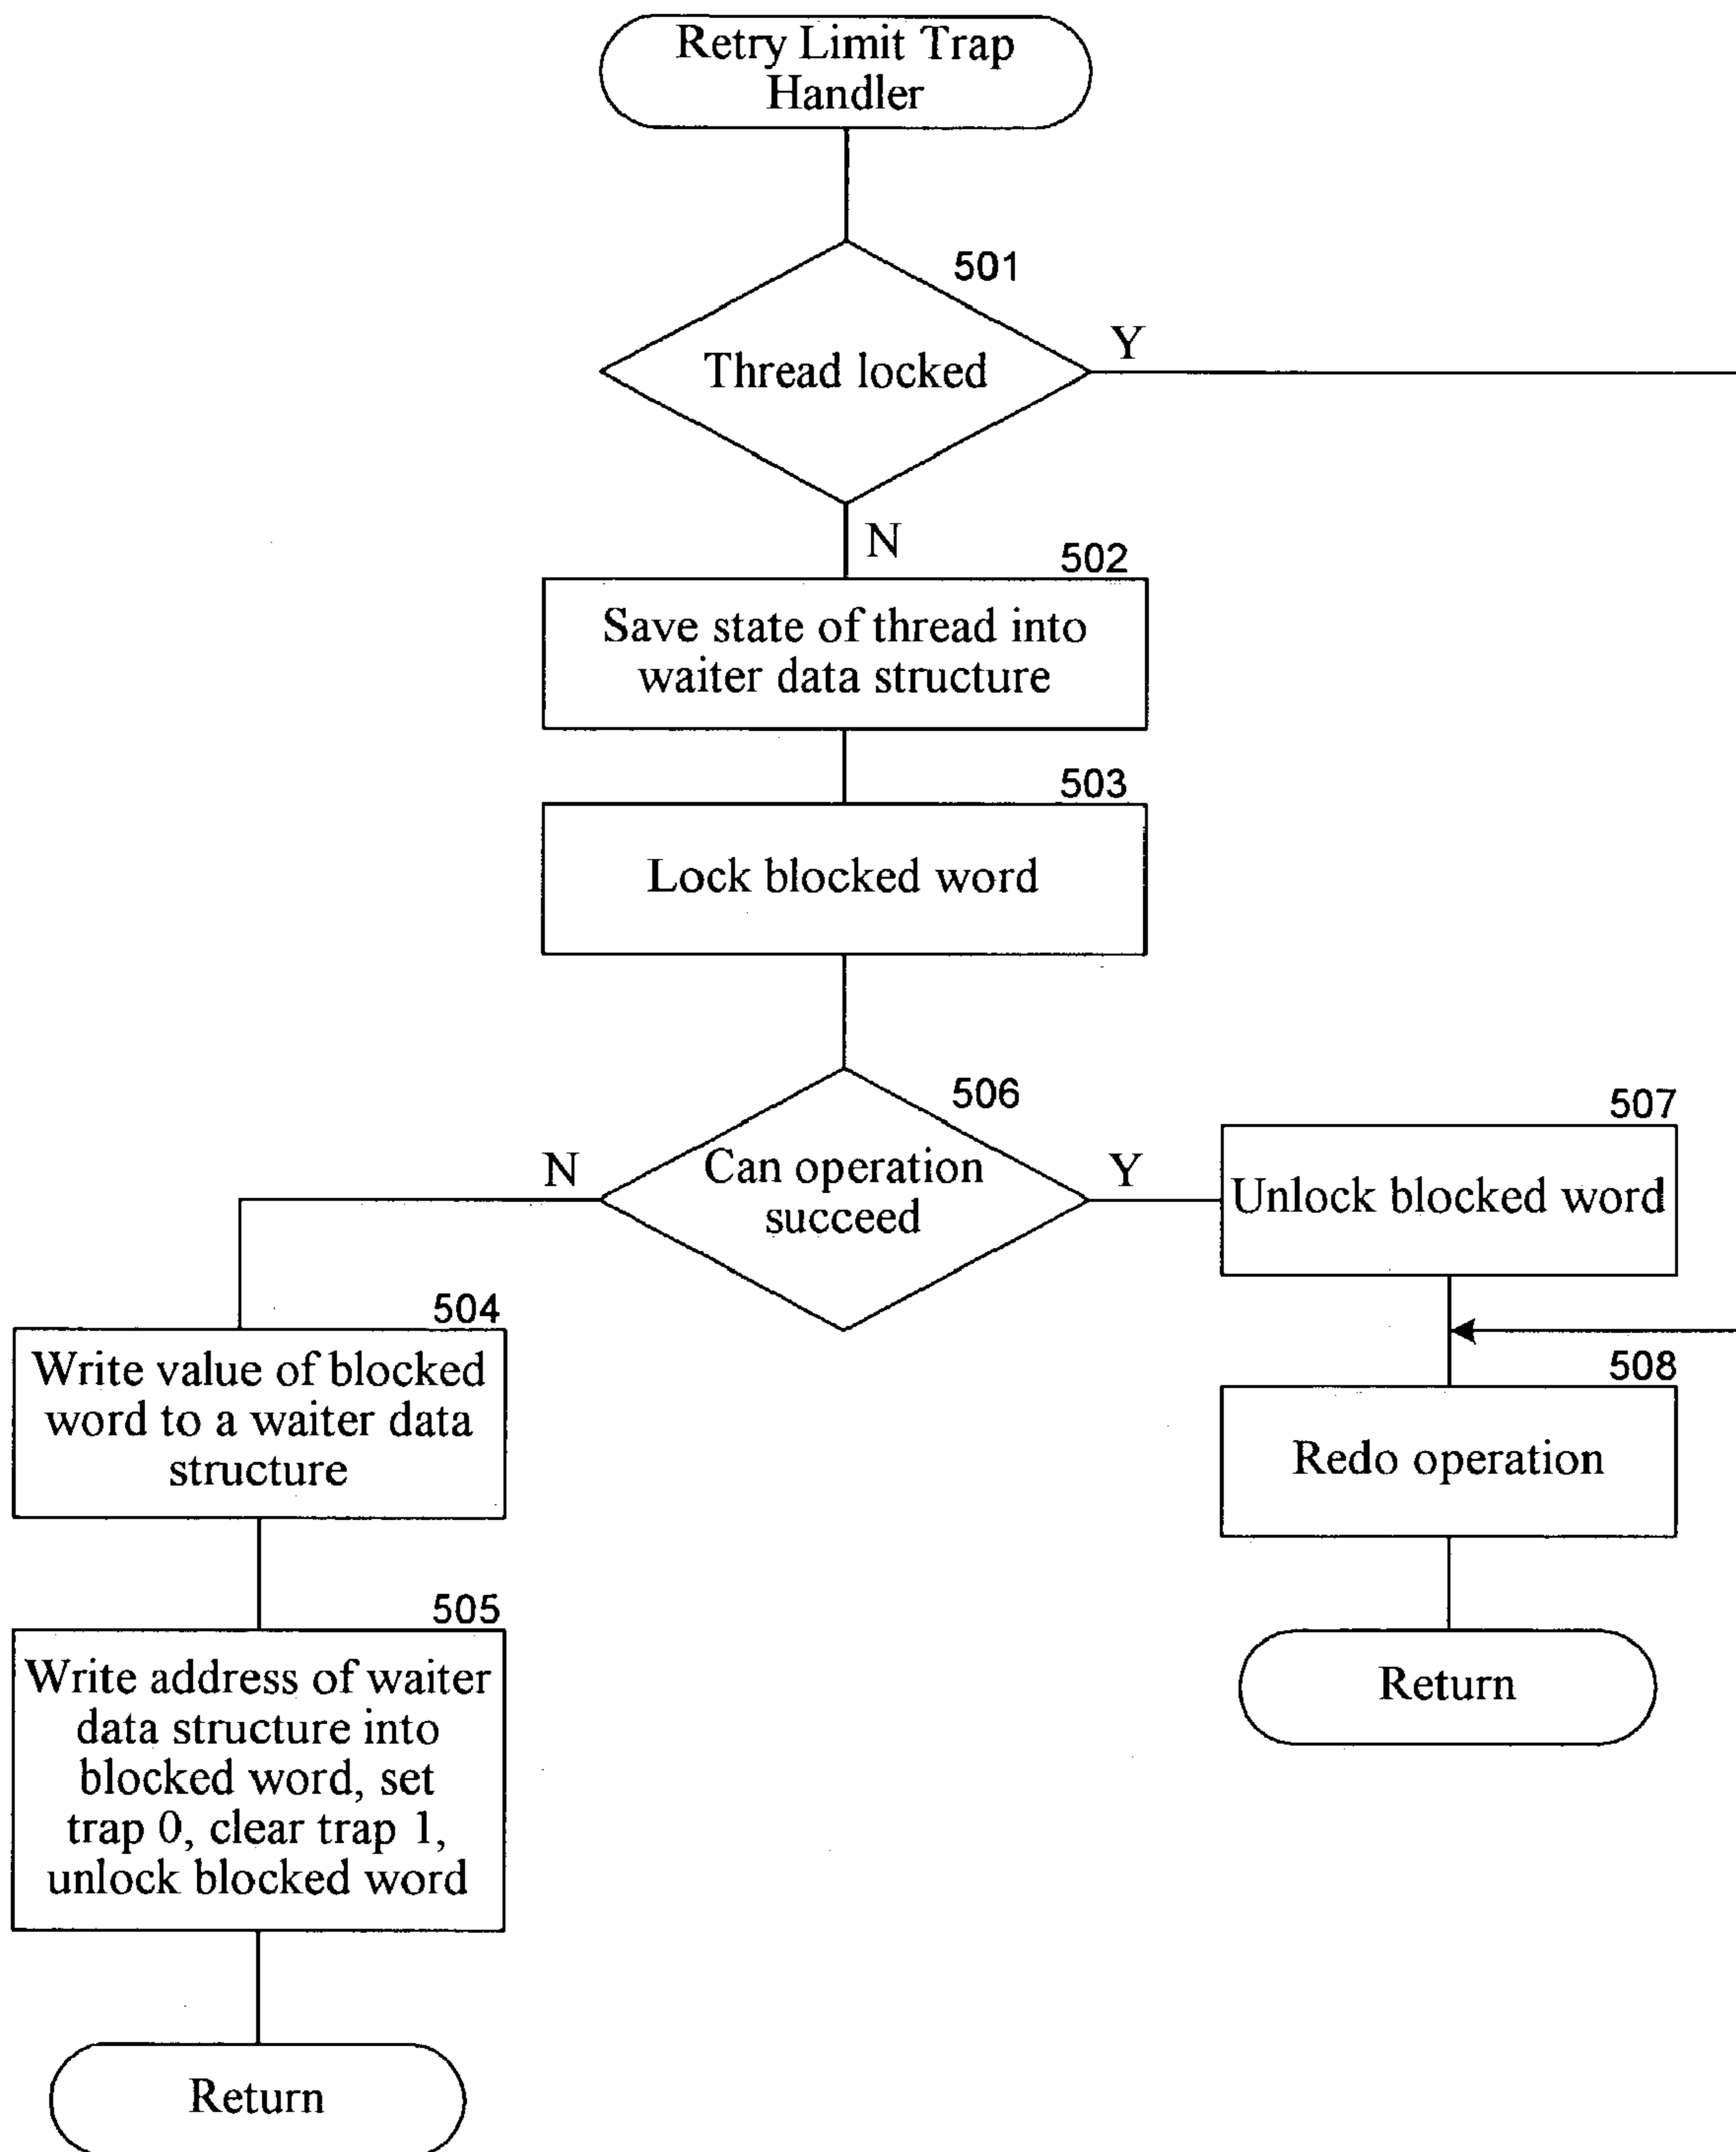 Retry Limit Trap
Handler
501
Thread locked
Y
N
502
Save state of thread into
waiter data structure
503
Lock blocked word
506
Can operation
succeed
N
Y
507
Unlock blocked word
504
Write value of blocked
word to a waiter data
structure
508
Redo operation
505
Write address of waiter
data structure into
blocked word, set
trap 0, clear trap 1,
unlock blocked word
Return
Return